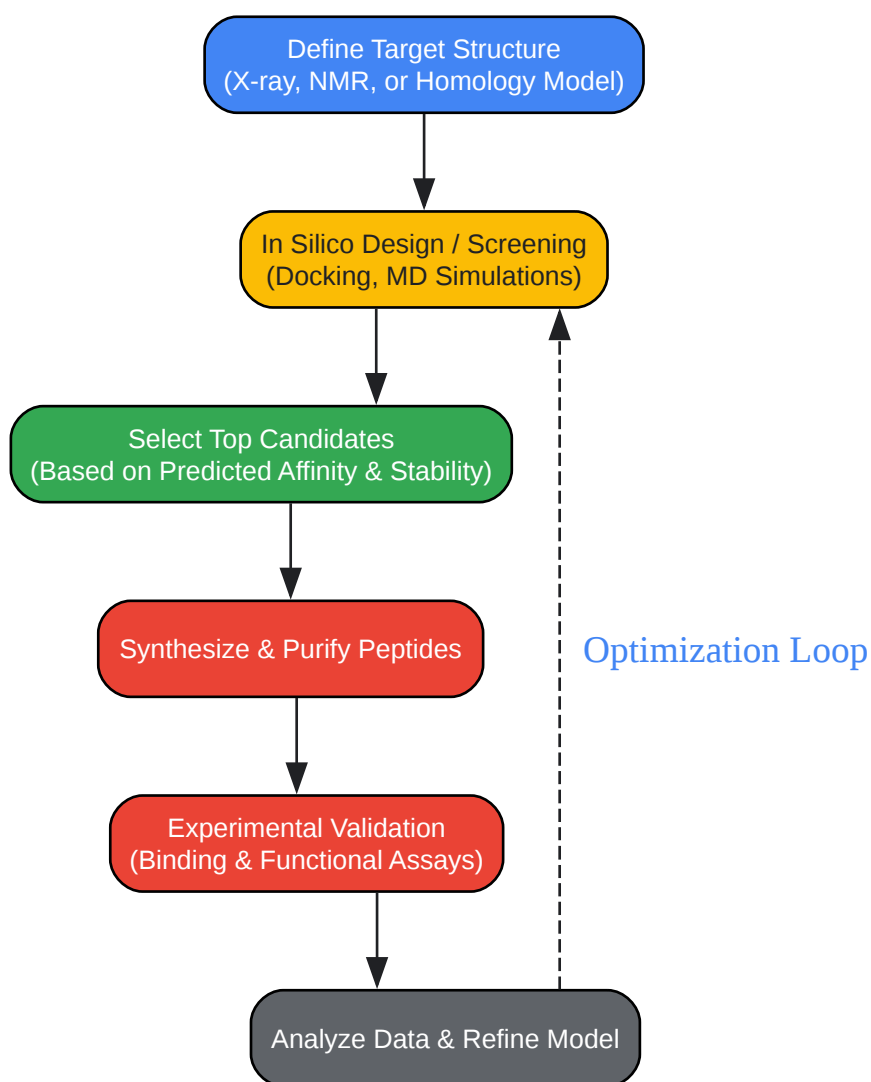 Define Target Structure
(X-ray, NMR, or Homology Model)
In Silico Design / Screening
(Docking, MD Simulations)
Select Top Candidates
(Based on Predicted Affinity & Stability)
Synthesize & Purify Peptides
Optimization Loop
Experimental Validation
(Binding & Functional Assays)
Analyze Data & Refine Model